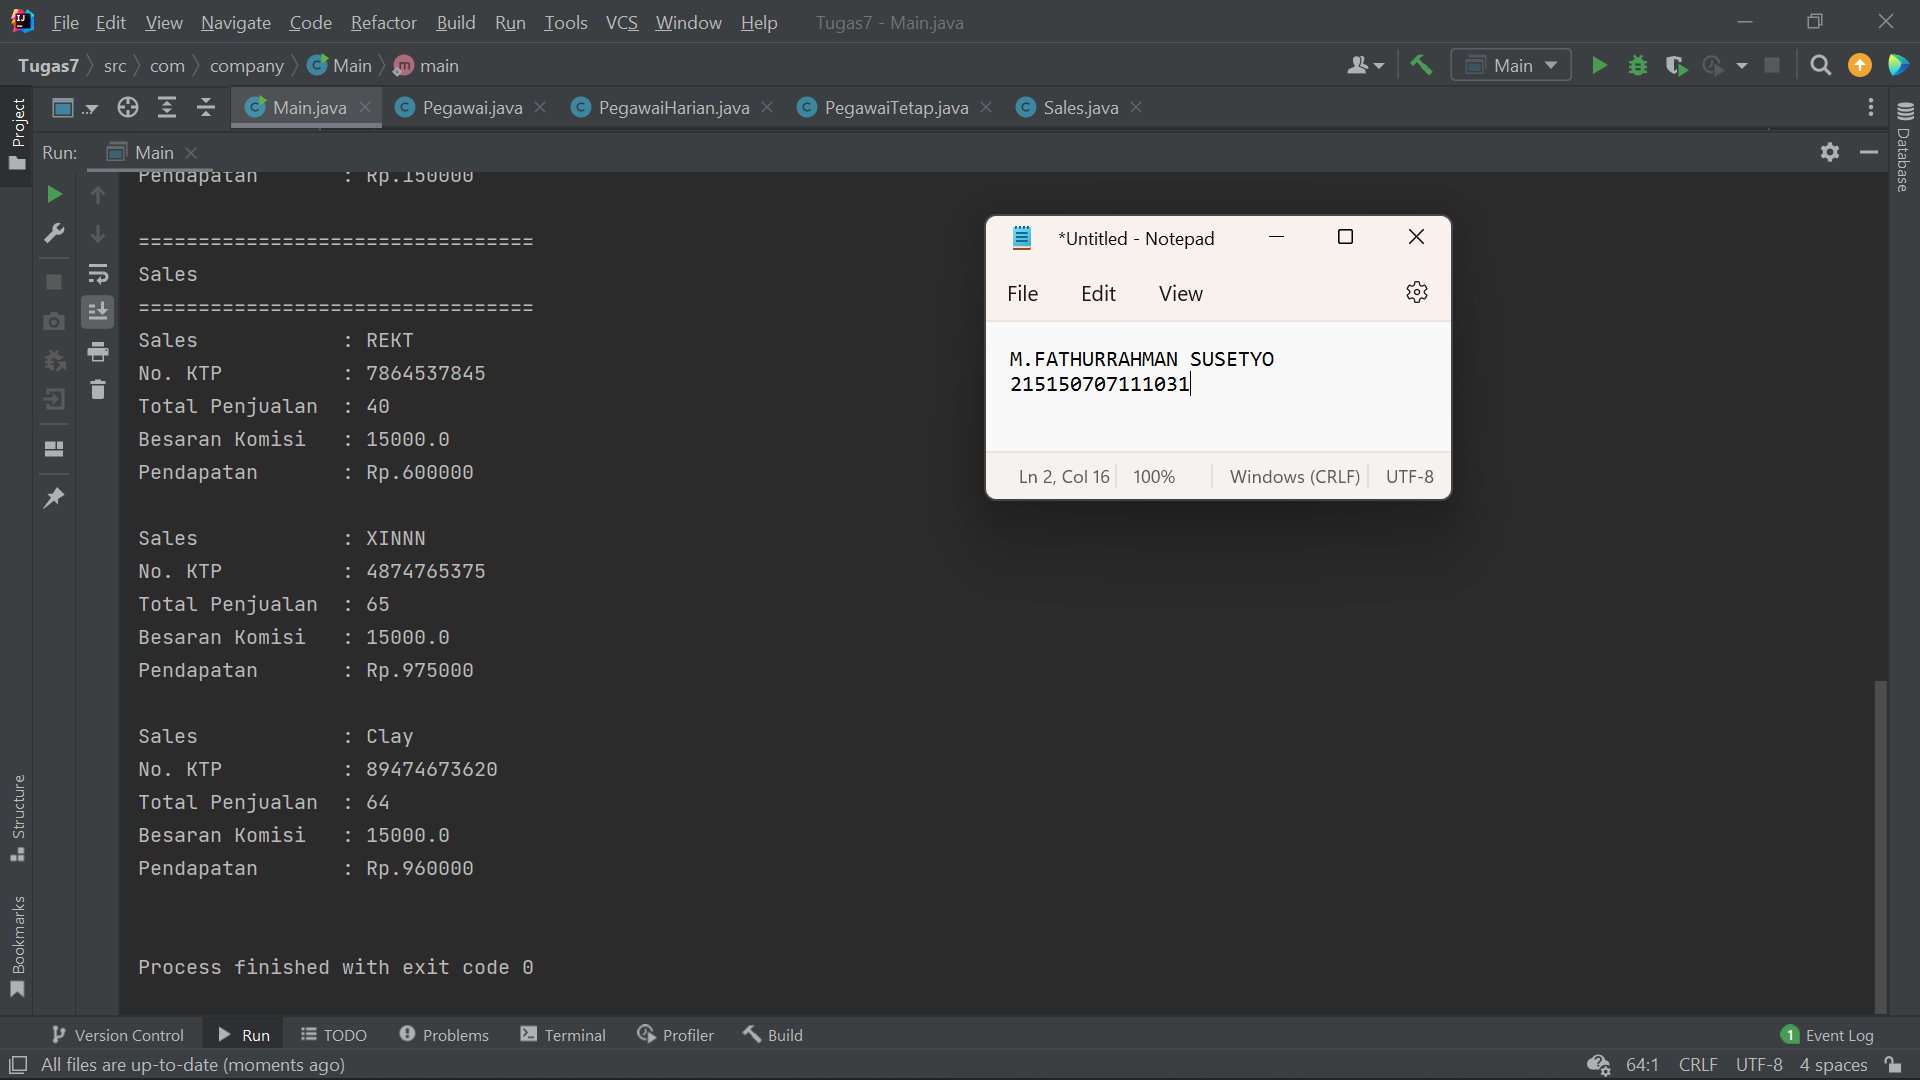 File Edit View Navigate Code Refactor Build Run Tools VCS Window Help Tugas7 - Main.java
Tugas7 src com company Main main Main
Project
Main.java Pegawai.java PegawaiHarian.java PegawaiTetap.java Sales.java
Database
Run: Main
Pendapatan : Rp.150000
=================================
Sales
=================================
Sales : REKT
No. KTP : 7864537845
Total Penjualan : 40
Besaran Komisi : 15000.0
Pendapatan : Rp.600000
Sales : XINNN
No. KTP : 4874765375
Total Penjualan : 65
Besaran Komisi : 15000.0
Pendapatan : Rp.975000
Sales : Clay
No. KTP : 89474673620
Total Penjualan : 64
Besaran Komisi : 15000.0
Pendapatan : Rp.960000
Process finished with exit code 0
*Untitled - Notepad
File Edit View
M.FATHURRAHMAN SUSETYO
215150707111031
Ln 2, Col 16 100% Windows (CRLF) UTF-8
Structure
Bookmarks
Version Control Run TODO Problems Terminal Profiler Build 1 Event Log
All files are up-to-date (moments ago) 64:1 CRLF UTF-8 4 spaces